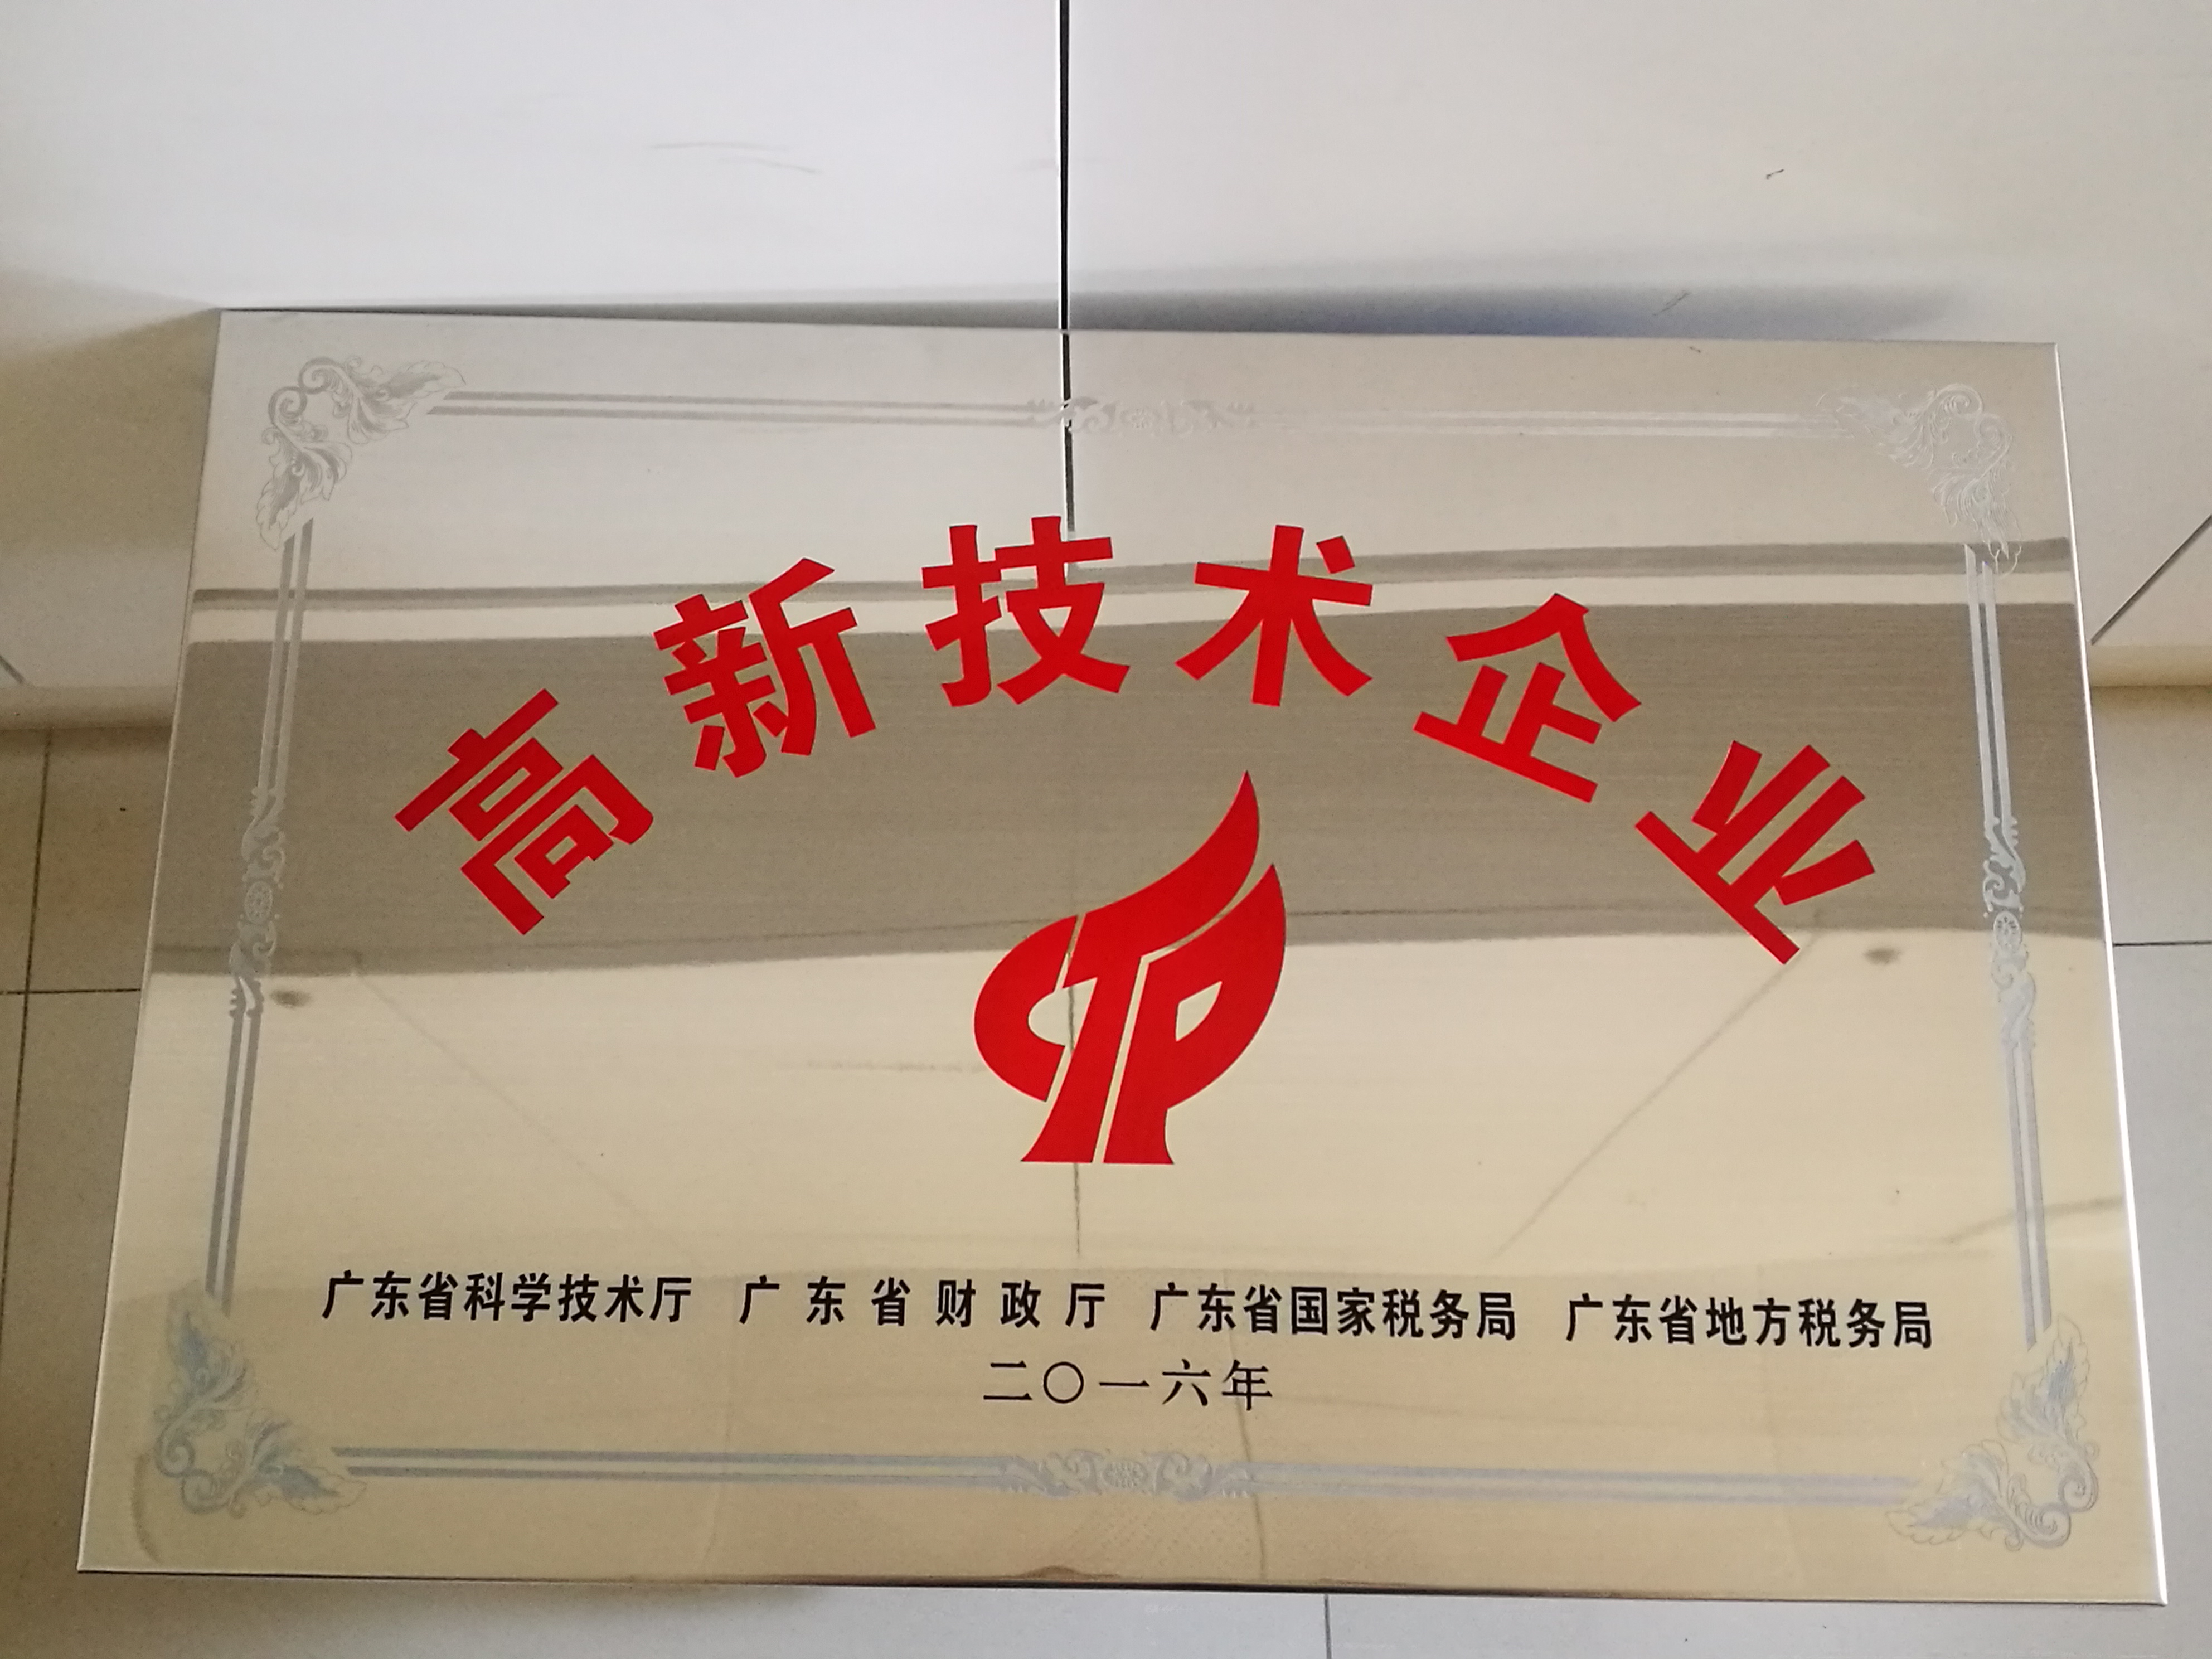 高新技术企业
广东省科学技术厅 广东省财政厅 广东省国家税务局 广东省地方税务局
二〇一六年